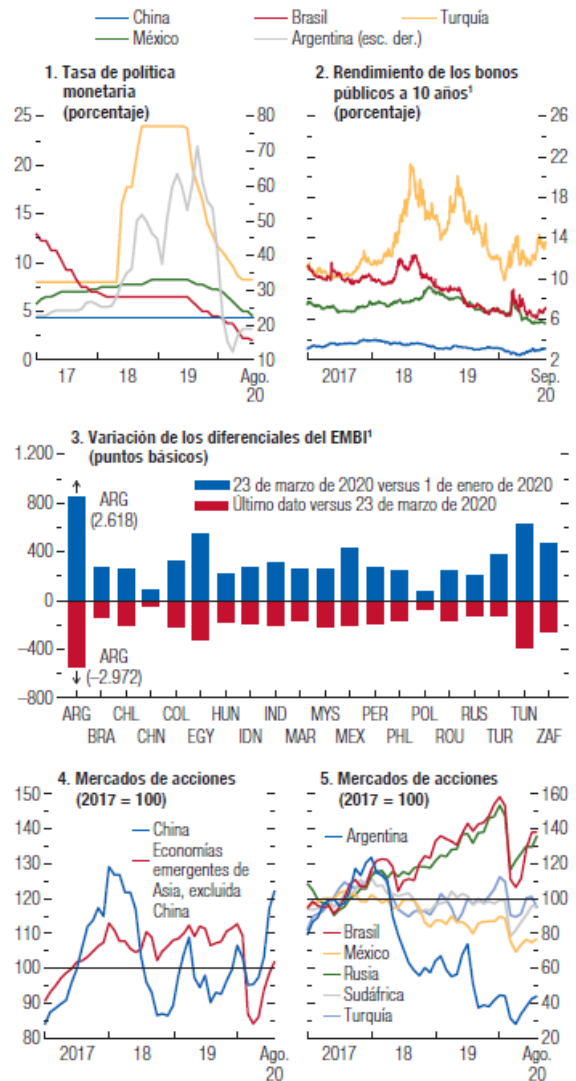 China
Brasil
Turquía
México
Argentina (esc. der.)
1. Tasa de política
monetaria
(porcentaje)
25
20
15
10
5
0
80
70
60
50
40
30
20
10
17
18
19
Ago.
20
2. Rendimiento de los bonos
públicos a 10 años¹
(porcentaje)
26
22
18
14
10
6
2
2017
18
19
Sep.
20
3. Variación de los diferenciales del EMBI¹
(puntos básicos)
1.200
800
400
0
–400
–800
23 de marzo de 2020 versus 1 de enero de 2020
Último dato versus 23 de marzo de 2020
ARG
(2.618)
ARG
(–2.972)
ARG CHL COL HUN IND MYS PER POL RUS TUN
BRA CHN EGY IDN MAR MEX PHL ROU TUR ZAF
4. Mercados de acciones
(2017 = 100)
150
140
130
120
110
100
90
80
China
Economías
emergentes de
Asia, excluida
China
2017
18
19
Ago.
20
5. Mercados de acciones
(2017 = 100)
160
140
120
100
80
60
40
20
Argentina
Brasil
México
Rusia
Sudáfrica
Turquía
2017
18
19
Ago.
20